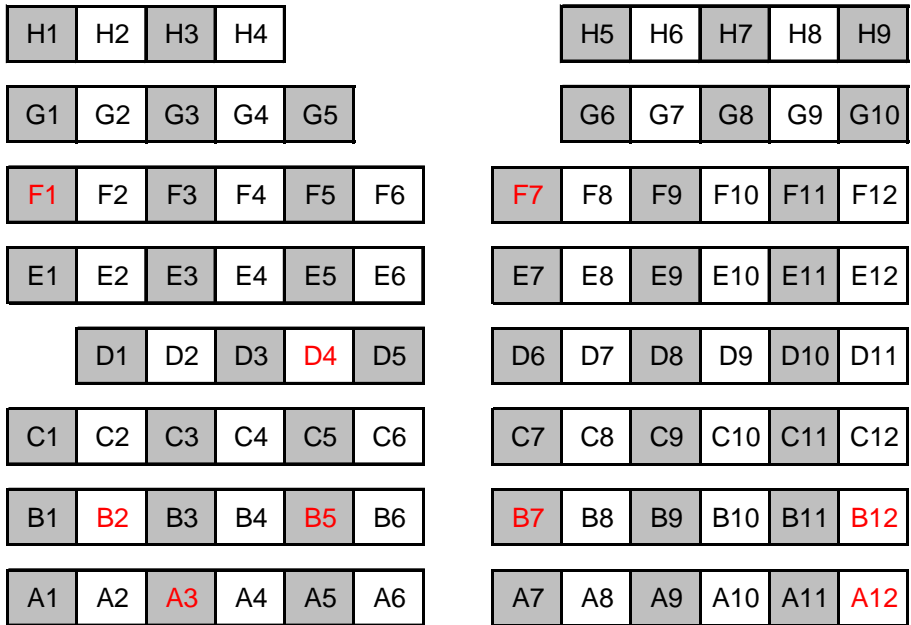 H1 H2 H3 H4 H5 H6 H7 H8 H9
G1 G2 G3 G4 G5 G6 G7 G8 G9 G10
F1 F2 F3 F4 F5 F6 F7 F8 F9 F10 F11 F12
E1 E2 E3 E4 E5 E6 E7 E8 E9 E10 E11 E12
D1 D2 D3 D4 D5 D6 D7 D8 D9 D10 D11
C1 C2 C3 C4 C5 C6 C7 C8 C9 C10 C11 C12
B1 B2 B3 B4 B5 B6 B7 B8 B9 B10 B11 B12
A1 A2 A3 A4 A5 A6 A7 A8 A9 A10 A11 A12